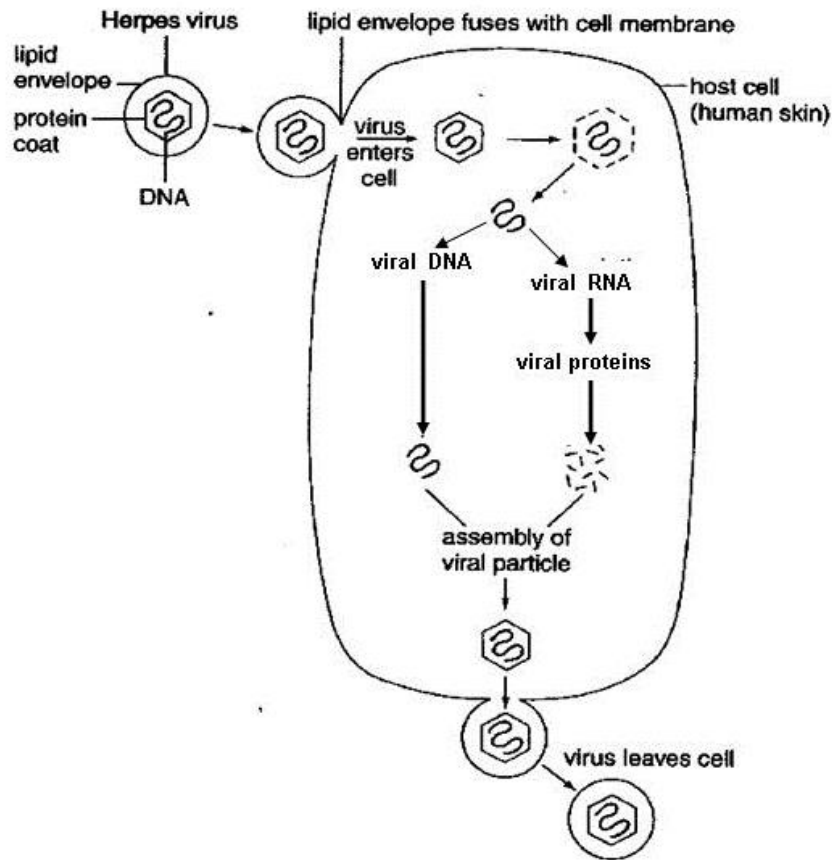 Herpes virus
lipid envelope fuses with cell membrane
lipid
envelope
protein
coat
DNA
host cell
(human skin)
virus
enters
cell
viral DNA
viral RNA
viral proteins
assembly of
viral particle
virus leaves cell